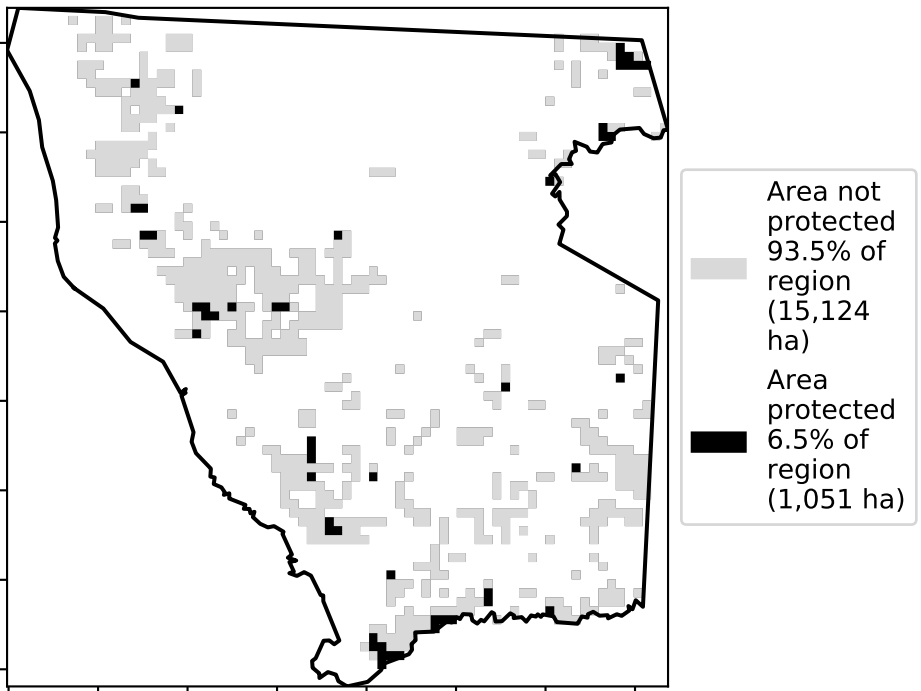 Area not
protected
93.5% of
region
(15,124
ha)
Area
protected
6.5% of
region
(1,051 ha)